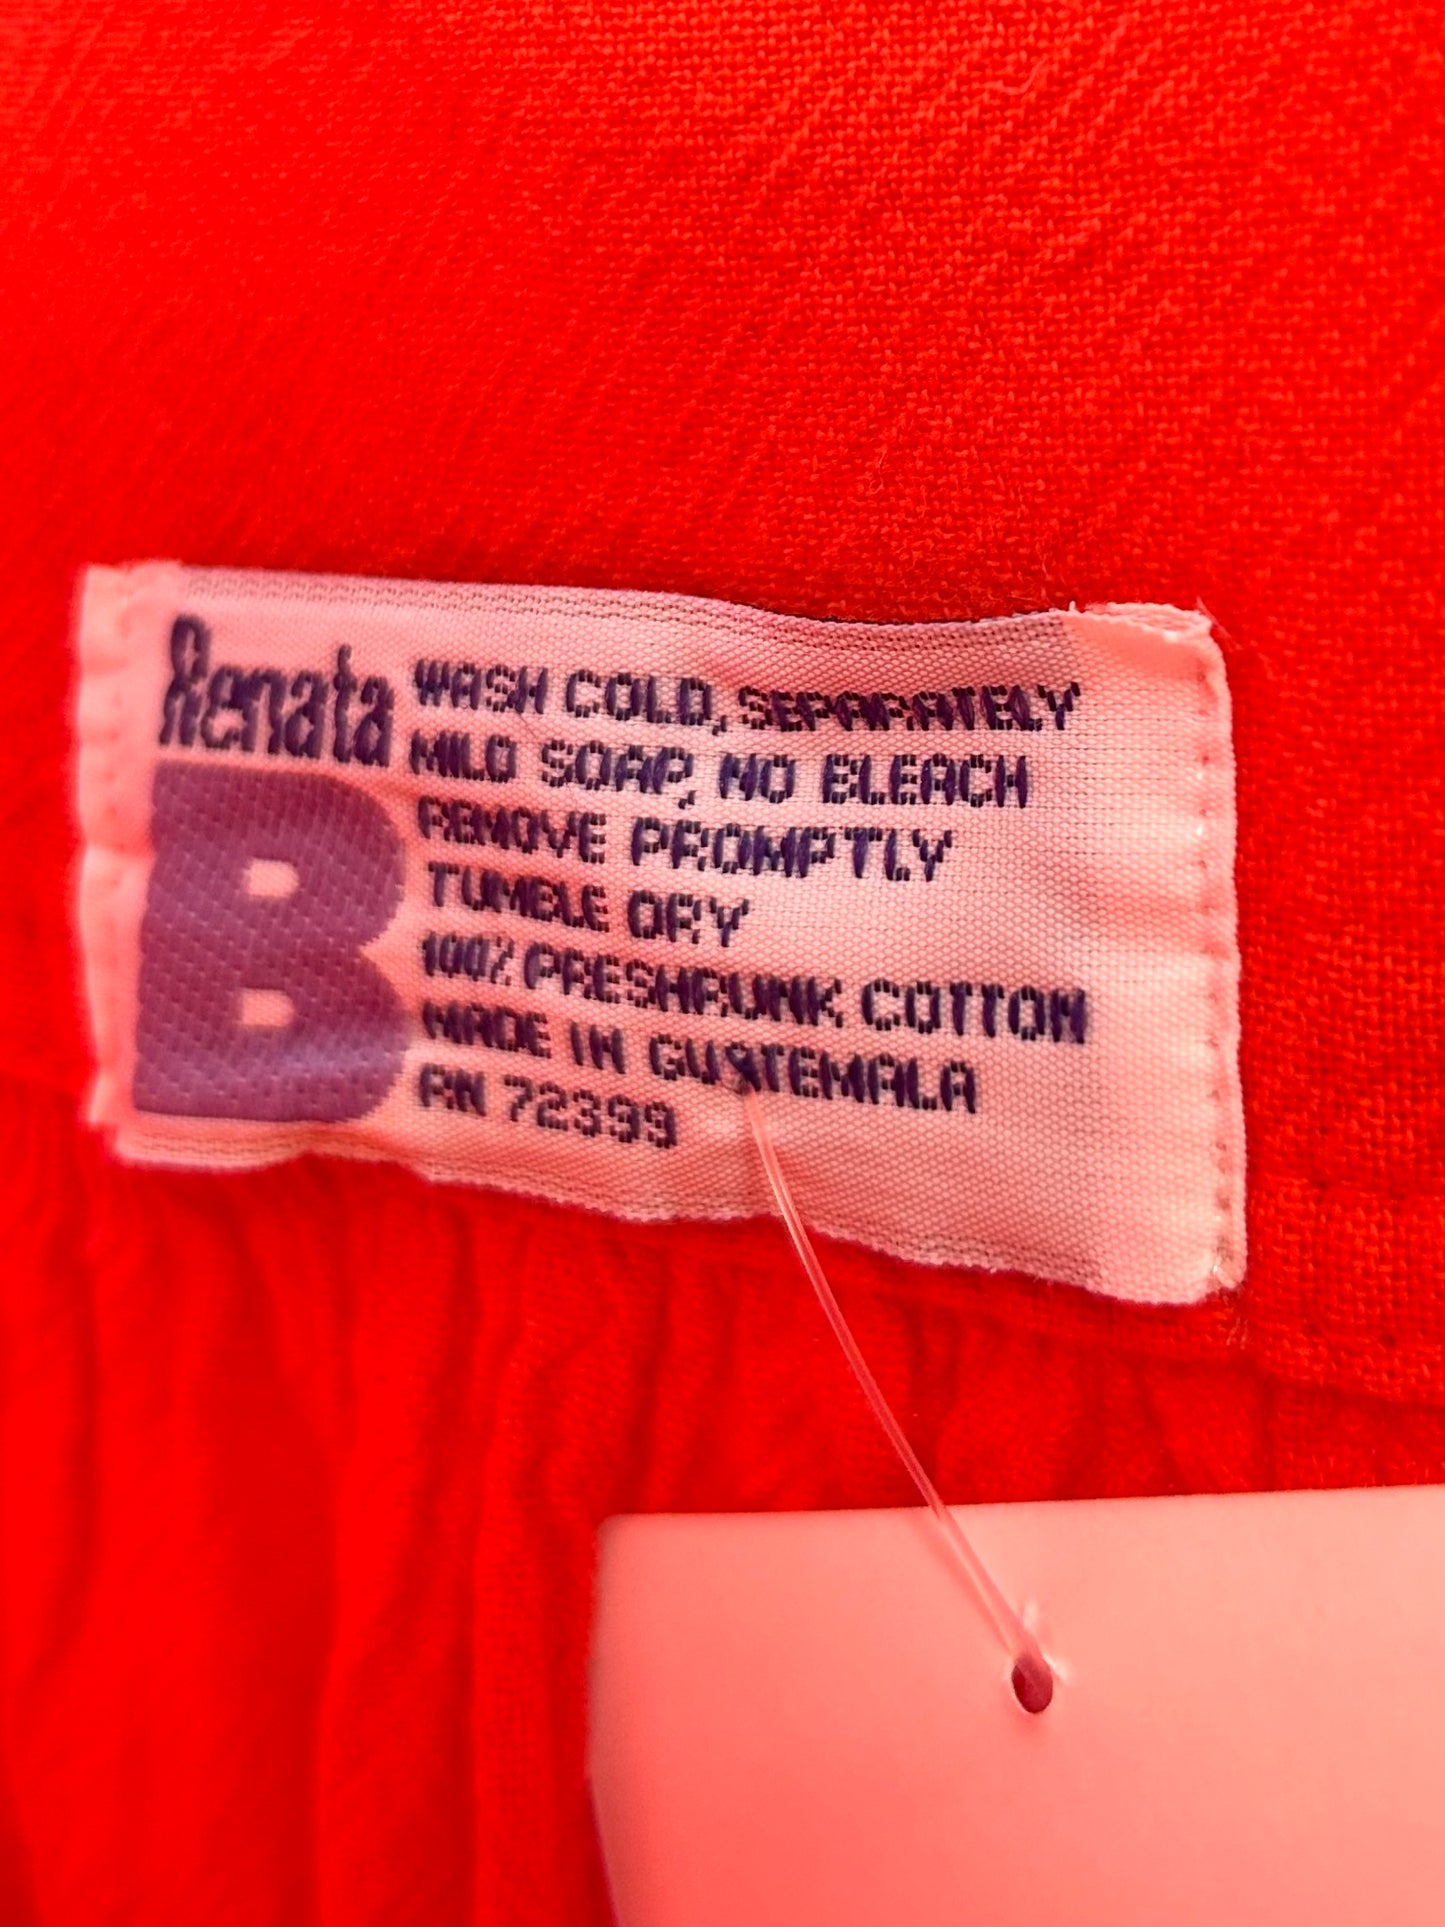 Renata
B
WASH COLD, SEPARATELY
MILD SOAP, NO BLEACH
REMOVE PROMPTLY
TUMBLE DRY
100% PRESHRUNK COTTON
MADE IN GUATEMALA
RN 72399